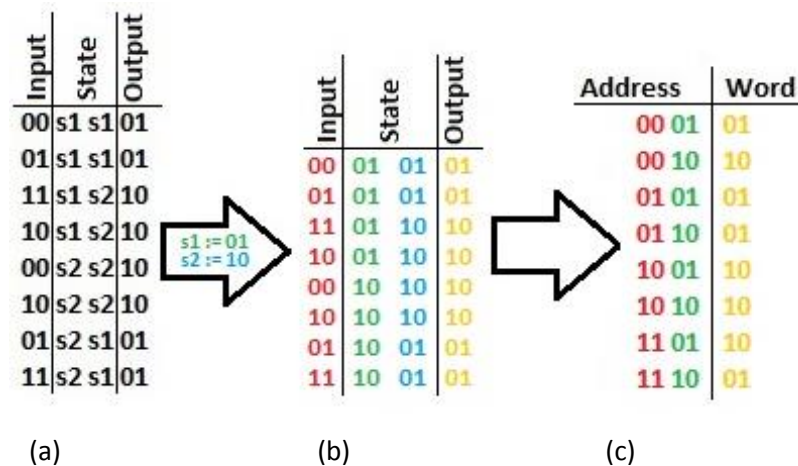 Input State Output
00 s1 s1 01
01 s1 s1 01
11 s1 s2 10
10 s1 s2 10
00 s2 s2 10
10 s2 s2 10
01 s2 s1 01
11 s2 s1 01
s1 := 01
s2 := 10
Input State Output
00 01 01 01
01 01 01 01
11 01 10 10
10 01 10 10
00 10 10 10
10 10 10 10
01 10 01 01
11 10 01 01
Address Word
00 01 01
00 10 10
01 01 01
01 10 01
10 01 10
10 10 10
11 01 10
11 10 01
(a) (b) (c)